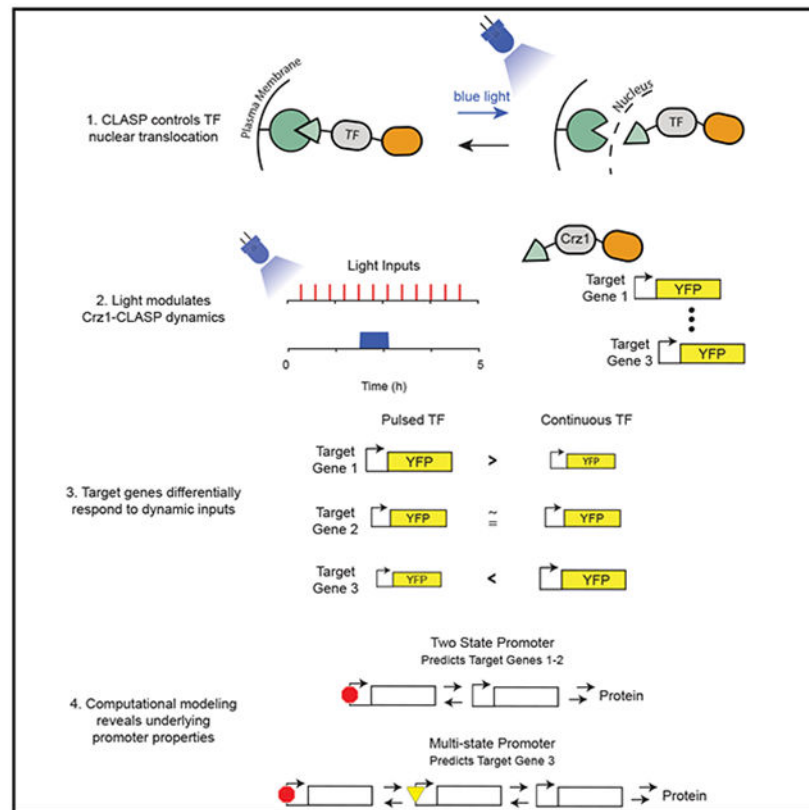 1. CLASP controls TF
nuclear translocation
Plasma Membrane
TF
blue light
Nucleus
TF
2. Light modulates
Crz1-CLASP dynamics
Light Inputs
0
5
Time (h)
Crz1
Target
Gene 1
YFP
Target
Gene 3
YFP
3. Target genes differentially
respond to dynamic inputs
Pulsed TF
Continuous TF
Target
Gene 1
YFP
>
YFP
Target
Gene 2
YFP
≅
YFP
Target
Gene 3
YFP
<
YFP
4. Computational modeling
reveals underlying
promoter properties
Two State Promoter
Predicts Target Genes 1-2
Protein
Multi-state Promoter
Predicts Target Gene 3
Protein